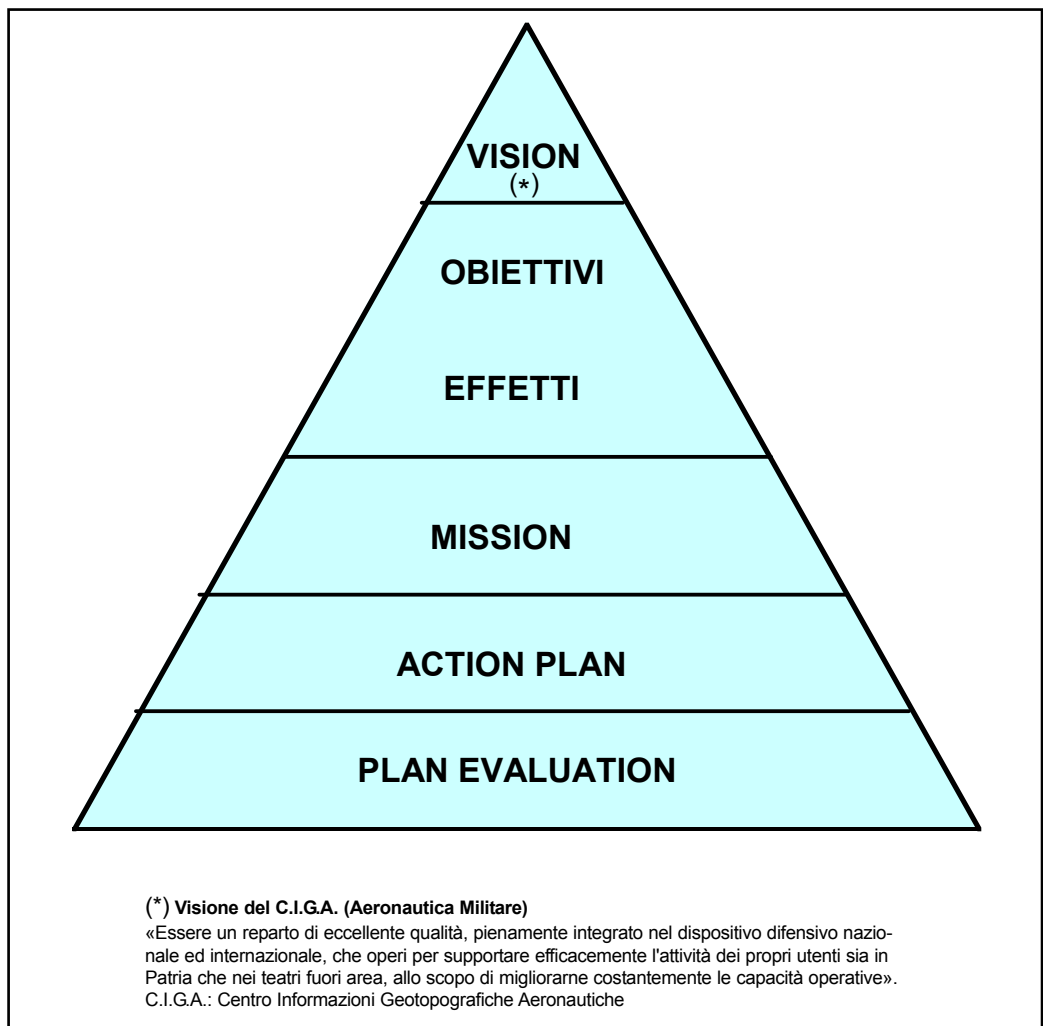 VISION
(*)
OBIETTIVI
EFFETTI
MISSION
ACTION PLAN
PLAN EVALUATION
(*) Visione del C.I.G.A. (Aeronautica Militare)
«Essere un reparto di eccellente qualità, pienamente integrato nel dispositivo difensivo nazio-
nale ed internazionale, che operi per supportare efficacemente l'attività dei propri utenti sia in
Patria che nei teatri fuori area, allo scopo di migliorarne costantemente le capacità operative».
C.I.G.A.: Centro Informazioni Geotopografiche Aeronautiche